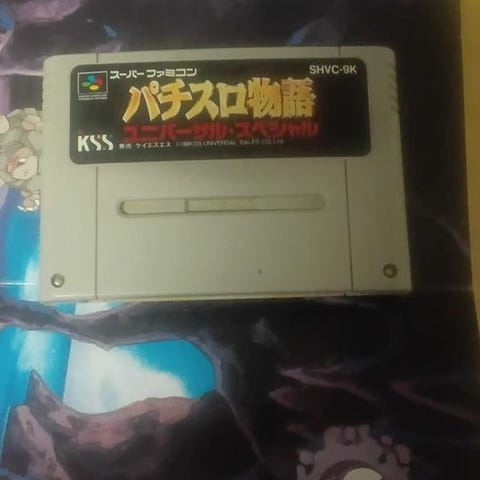 スーパーファミコン
SHVC-9K
パチスロ物語
ユニバーサル・スペシャル
KSS
発売 ケイエスエス ©KSS UNIVERSAL SALES CO.,LTD